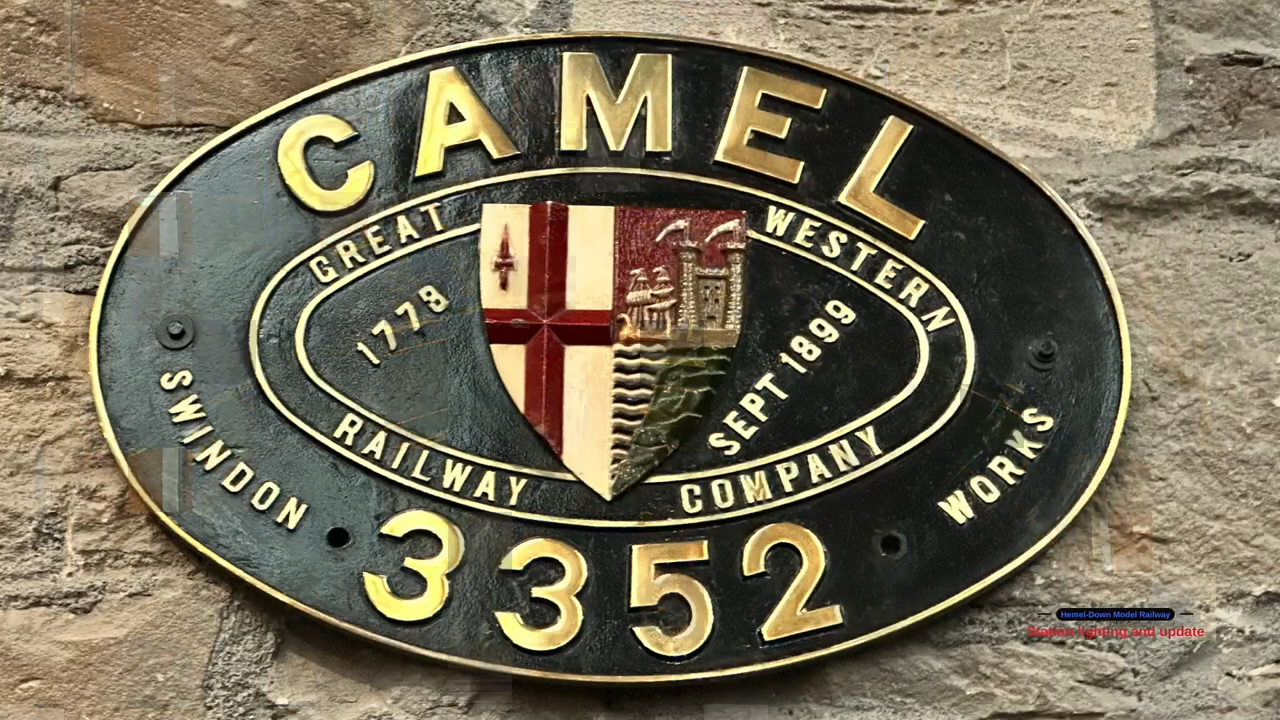 CAMEL
GREAT WESTERN
1778
SEPT 1899
RAILWAY COMPANY
SWINDON WORKS
3352
Hemel-Down Model Railway
Station lighting and update